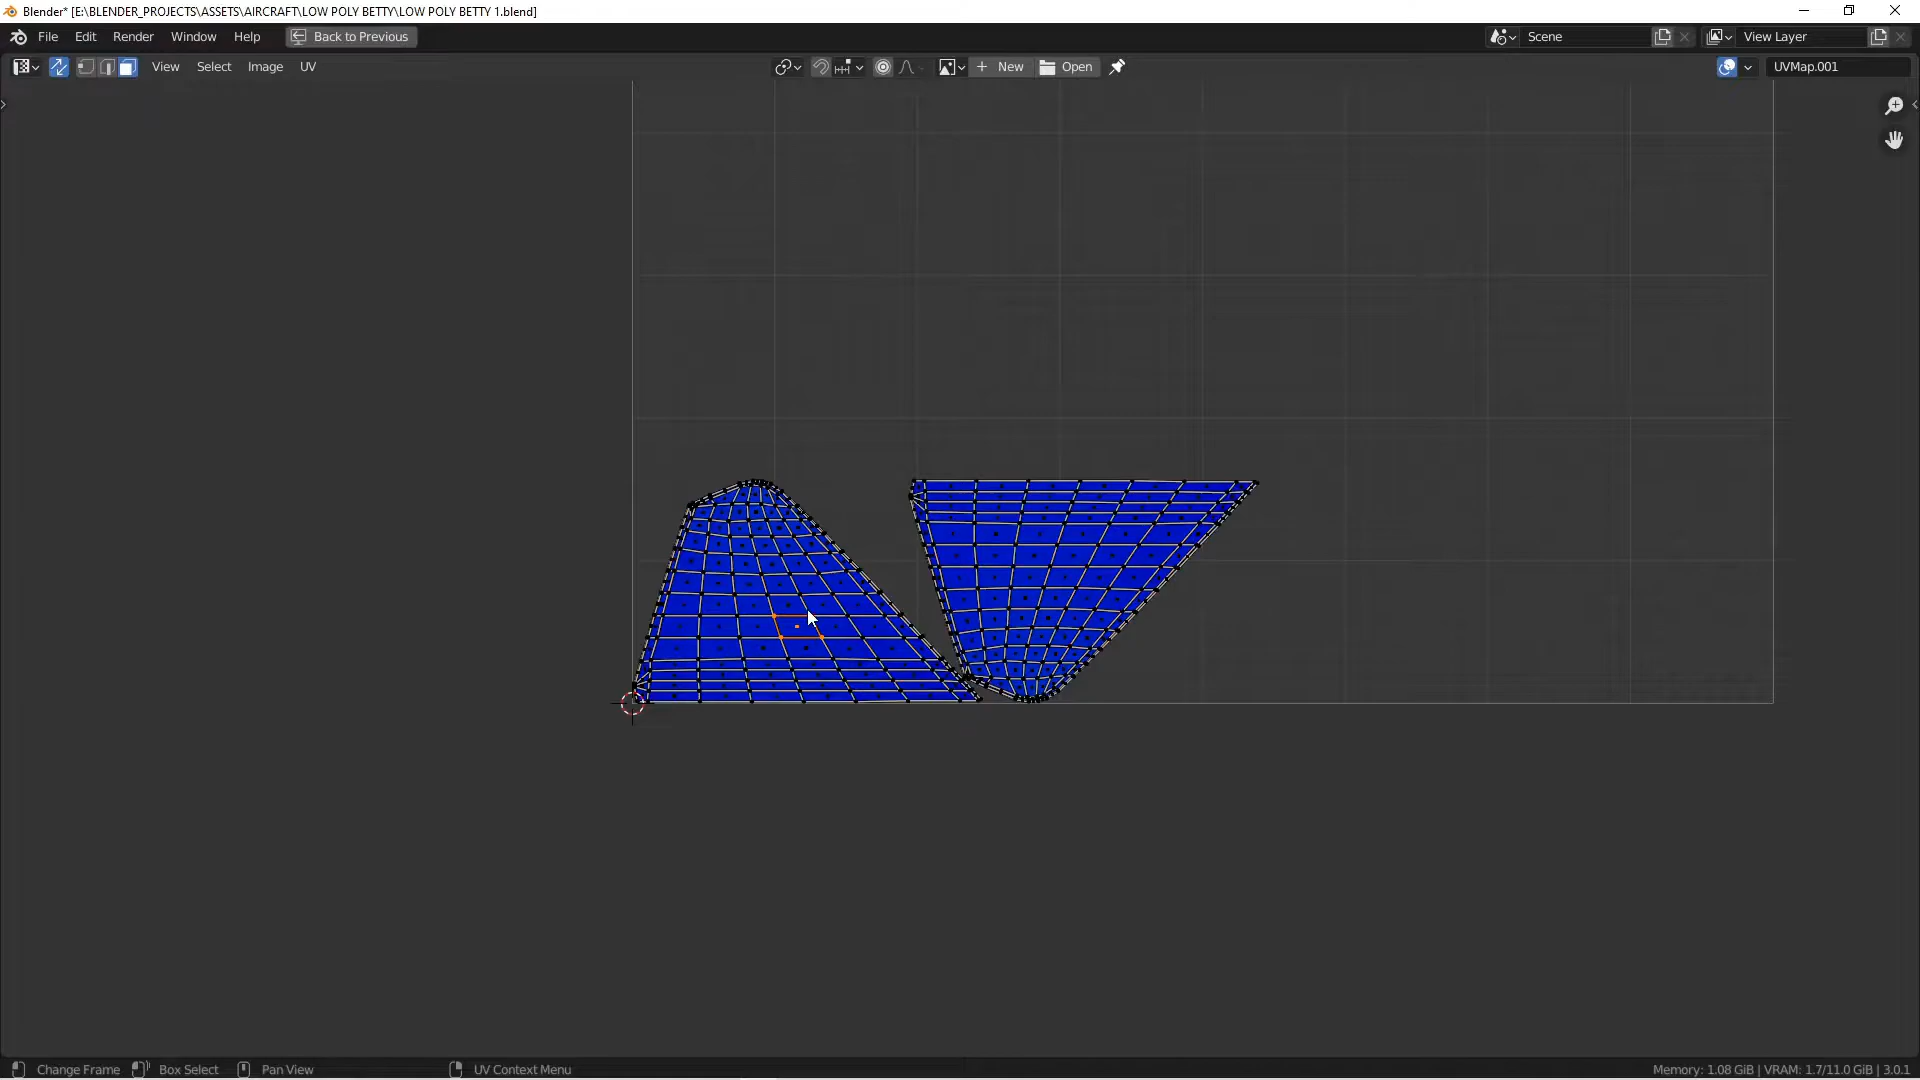 Blender* [E:\BLENDER_PROJECTS\ASSETS\AIRCRAFT\LOW POLY BETTY\LOW POLY BETTY 1.blend]
File Edit Render Window Help Back to Previous Scene View Layer
View Select Image UV New Open UVMap.001
Change Frame Box Select Pan View UV Context Menu Memory: 1.08 GiB | VRAM: 1.7/11.0 GiB | 3.0.1